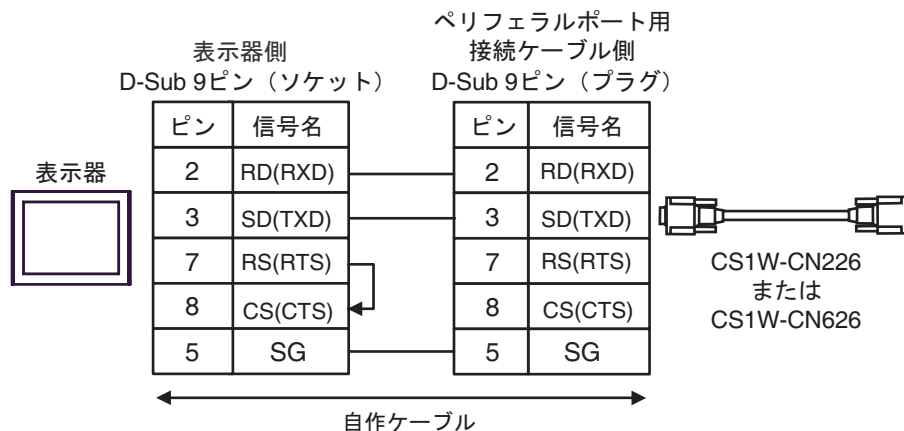 ペリフェラルポート用
表示器側
接続ケーブル側
D-Sub 9ピン（ソケット）
D-Sub 9ピン（プラグ）
ピン 信号名
ピン 信号名
表示器
2 RD(RXD)
2 RD(RXD)
3 SD(TXD)
3 SD(TXD)
7 RS(RTS)
7 RS(RTS)
8 CS(CTS)
8 CS(CTS)
5 SG
5 SG
CS1W-CN226
または
CS1W-CN626
自作ケーブル